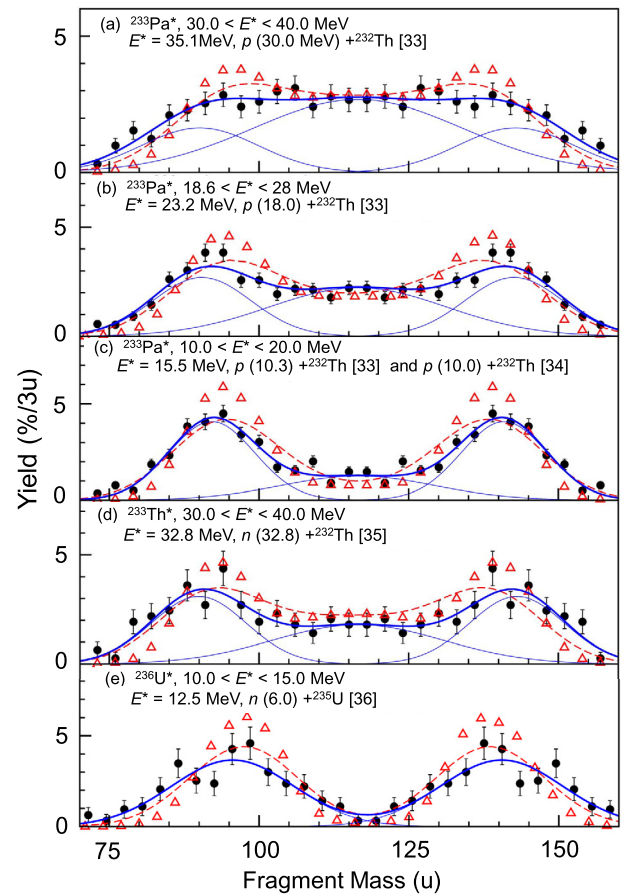 (a) ²³³Pa*, 30.0 < E* < 40.0 MeV
E* = 35.1MeV, p (30.0 MeV) +²³²Th [33]
5
0
(b) ²³³Pa*, 18.6 < E* < 28 MeV
E* = 23.2 MeV, p (18.0) +²³²Th [33]
5
0
(c) ²³³Pa*, 10.0 < E* < 20.0 MeV
E* = 15.5 MeV, p (10.3) +²³²Th [33] and p (10.0) +²³²Th [34]
5
0
Yield (%/3u)
(d) ²³³Th*, 30.0 < E* < 40.0 MeV
E* = 32.8 MeV, n (32.8) +²³²Th [35]
5
0
(e) ²³⁶U*, 10.0 < E* < 15.0 MeV
E* = 12.5 MeV, n (6.0) +²³⁵U [36]
5
0
75 100 125 150
Fragment Mass (u)